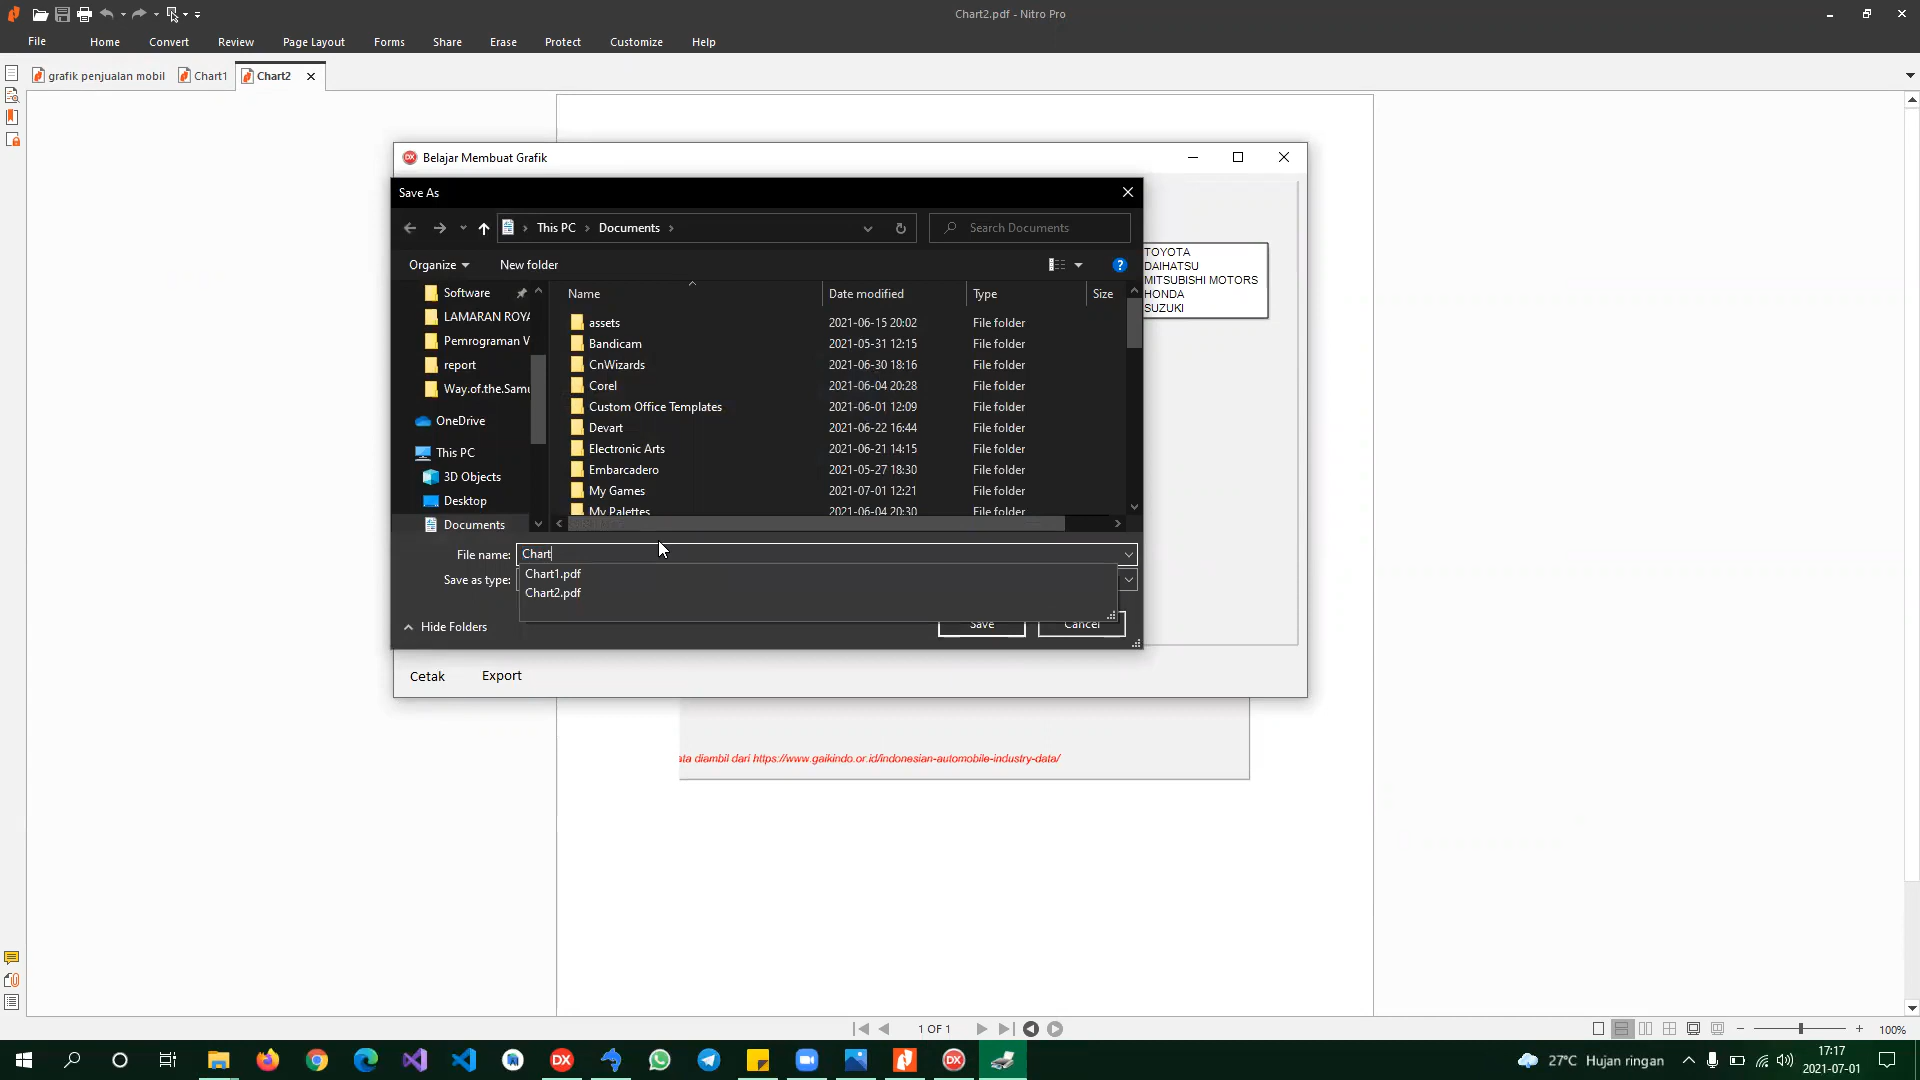 Chart2.pdf - Nitro Pro
File Home Convert Review Page Layout Forms Share Erase Protect Customize Help
grafik penjualan mobil Chart1 Chart2
Belajar Membuat Grafik
Save As
This PC Documents
Search Documents
Organize New folder
Name Date modified Type Size
Software
LAMARAN ROYA
Pemrograman V
report
Way.of.the.Samu
OneDrive
This PC
3D Objects
Desktop
Documents
assets 2021-06-15 20:02 File folder
Bandicam 2021-05-31 12:15 File folder
CnWizards 2021-06-30 18:16 File folder
Corel 2021-06-04 20:28 File folder
Custom Office Templates 2021-06-01 12:09 File folder
Devart 2021-06-22 16:44 File folder
Electronic Arts 2021-06-21 14:15 File folder
Embarcadero 2021-05-27 18:30 File folder
My Games 2021-07-01 12:21 File folder
My Palettes 2021-06-04 20:30 File folder
TOYOTA
DAIHATSU
MITSUBISHI MOTORS
HONDA
SUZUKI
File name: Chart
Save as type:
Chart1.pdf
Chart2.pdf
Hide Folders
Save Cancel
Cetak Export
ata diambil dari https://www.gaikindo.or.id/indonesian-automobile-industry-data/
1 OF 1
100%
27°C Hujan ringan
17:17
2021-07-01